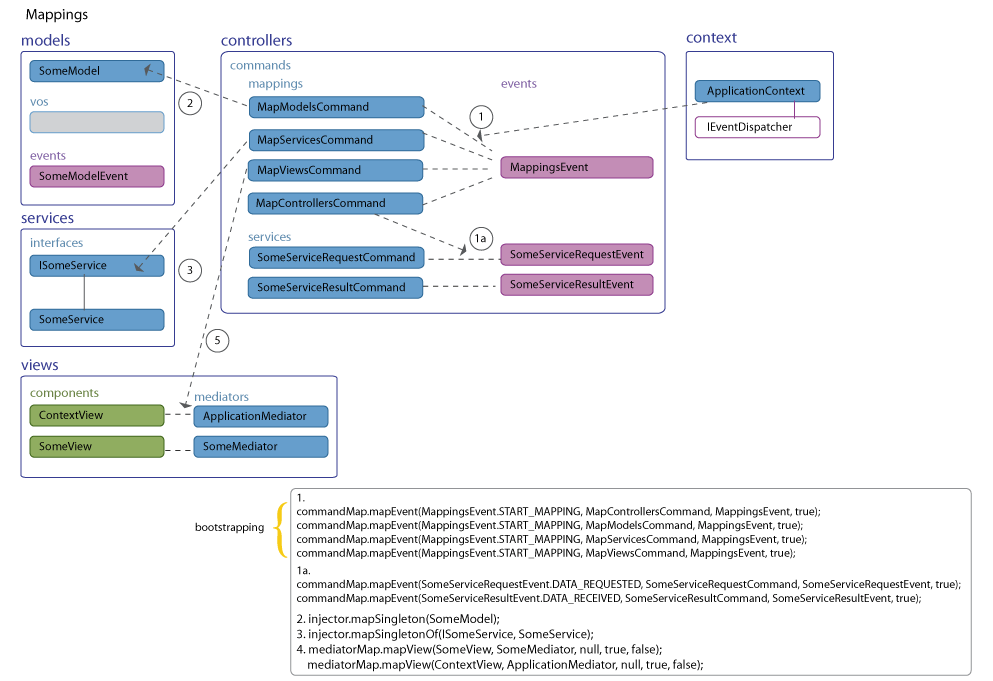 Mappings
models
SomeModel
vos
events
SomeModelEvent
services
interfaces
ISomeService
SomeService
controllers
commands
mappings
events
MapModelsCommand
MapServicesCommand
MapViewsCommand
MapControllersCommand
MappingsEvent
services
SomeServiceRequestCommand
SomeServiceRequestEvent
SomeServiceResultCommand
SomeServiceResultEvent
context
ApplicationContext
IEventDispatcher
1
1a
2
3
5
views
components
mediators
ContextView
ApplicationMediator
SomeView
SomeMediator
bootstrapping
1.
commandMap.mapEvent(MappingsEvent.START_MAPPING, MapControllersCommand, MappingsEvent, true);
commandMap.mapEvent(MappingsEvent.START_MAPPING, MapModelsCommand, MappingsEvent, true);
commandMap.mapEvent(MappingsEvent.START_MAPPING, MapServicesCommand, MappingsEvent, true);
commandMap.mapEvent(MappingsEvent.START_MAPPING, MapViewsCommand, MappingsEvent, true);
1a.
commandMap.mapEvent(SomeServiceRequestEvent.DATA_REQUESTED, SomeServiceRequestCommand, SomeServiceRequestEvent, true);
commandMap.mapEvent(SomeServiceResultEvent.DATA_RECEIVED, SomeServiceResultCommand, SomeServiceResultEvent, true);
2. injector.mapSingleton(SomeModel);
3. injector.mapSingletonOf(ISomeService, SomeService);
4. mediatorMap.mapView(SomeView, SomeMediator, null, true, false);
mediatorMap.mapView(ContextView, ApplicationMediator, null, true, false);